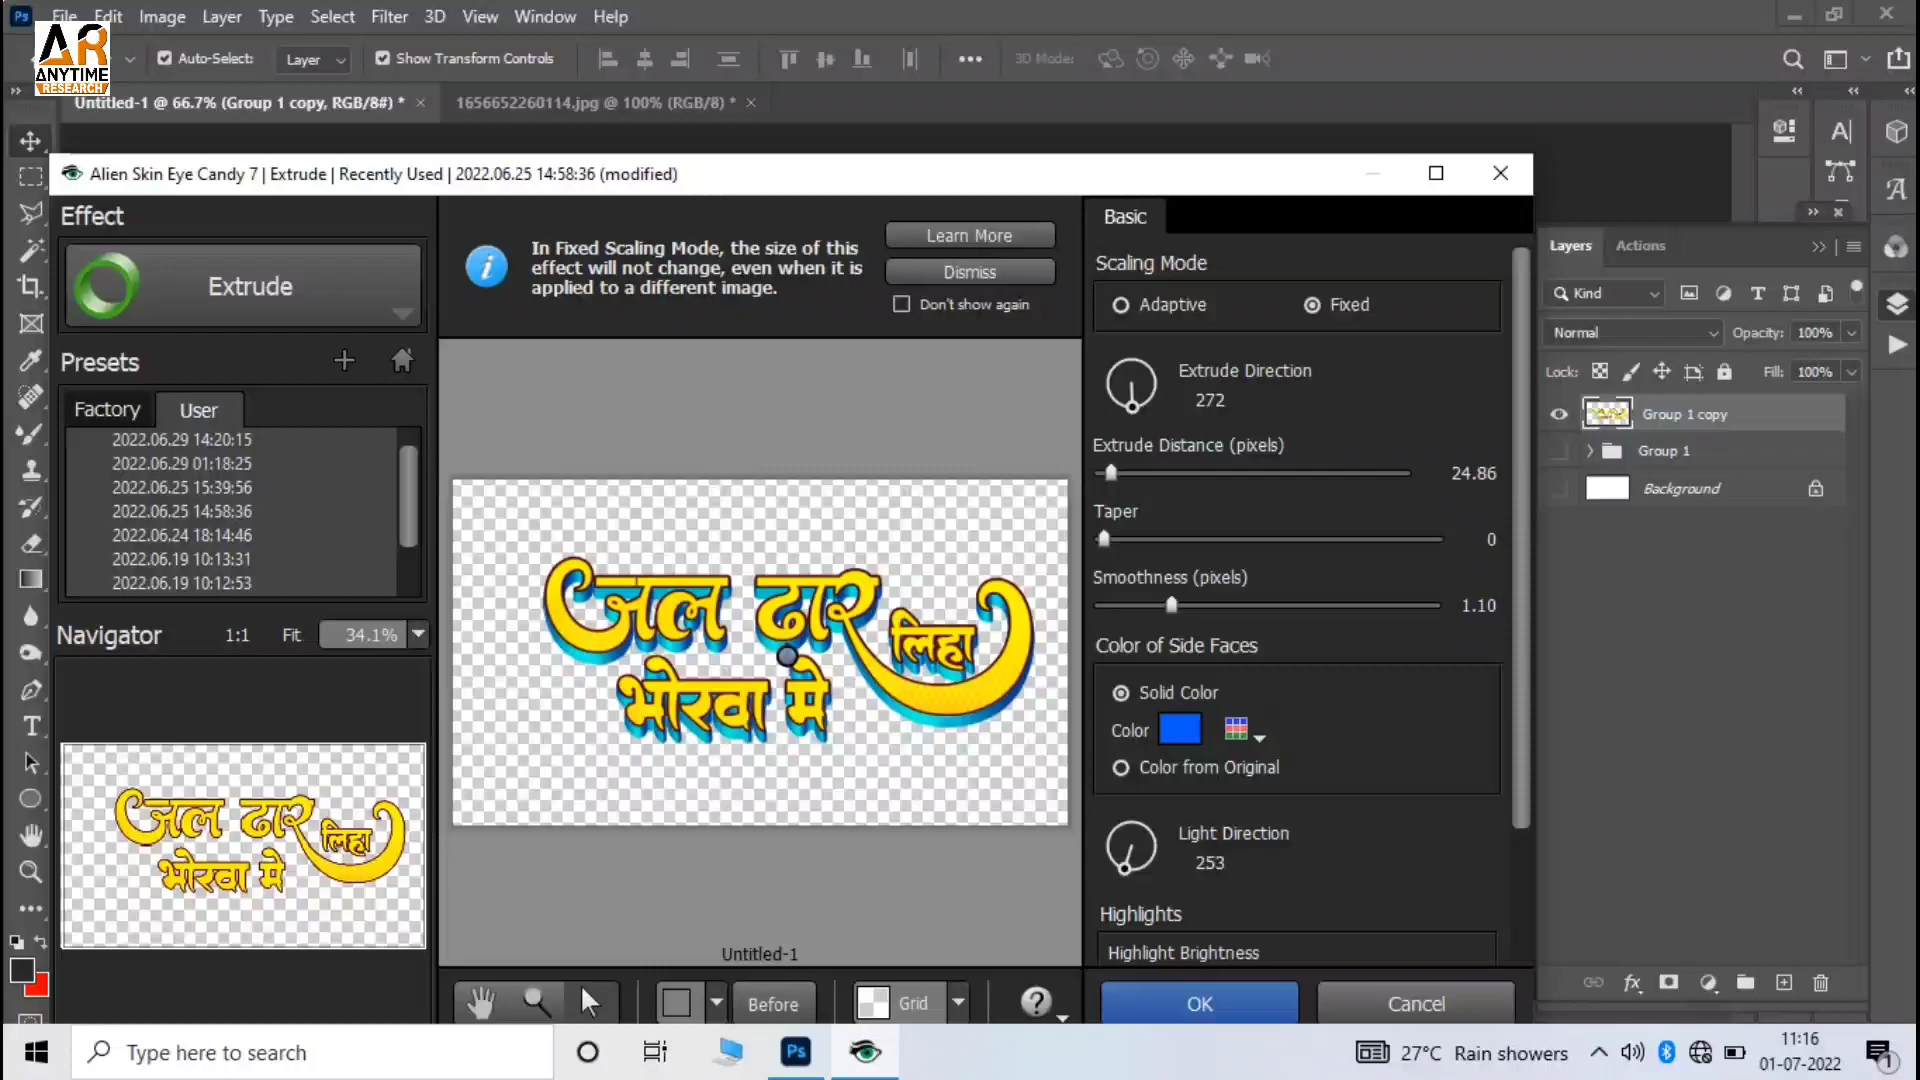 File Edit Image Layer Type Select Filter 3D View Window Help
AR
ANYTIME
RESEARCH
Auto-Select: Layer Show Transform Controls 3D Mode:
Untitled-1 @ 66.7% (Group 1 copy, RGB/8#) * × 1656652260114.jpg @ 100% (RGB/8) * ×
Alien Skin Eye Candy 7 | Extrude | Recently Used | 2022.06.25 14:58:36 (modified)
Effect
Extrude
Presets
Factory User
2022.06.29 14:20:15
2022.06.29 01:18:25
2022.06.25 15:39:56
2022.06.25 14:58:36
2022.06.24 18:14:46
2022.06.19 10:13:31
2022.06.19 10:12:53
Navigator 1:1 Fit 34.1%
जल ढार
लिहा
भोरवा मे
In Fixed Scaling Mode, the size of this
effect will not change, even when it is
applied to a different image.
Learn More
Dismiss
Don't show again
जल ढार
लिहा
भोरवा मे
Untitled-1
Before Grid
Basic
Scaling Mode
Adaptive Fixed
Extrude Direction
272
Extrude Distance (pixels)
24.86
Taper
0
Smoothness (pixels)
1.10
Color of Side Faces
Solid Color
Color
Color from Original
Light Direction
253
Highlights
Highlight Brightness
OK Cancel
Layers Actions
Kind
Normal Opacity: 100%
Lock: Fill: 100%
Group 1 copy
Group 1
Background
Type here to search
27°C Rain showers
11:16
01-07-2022
1